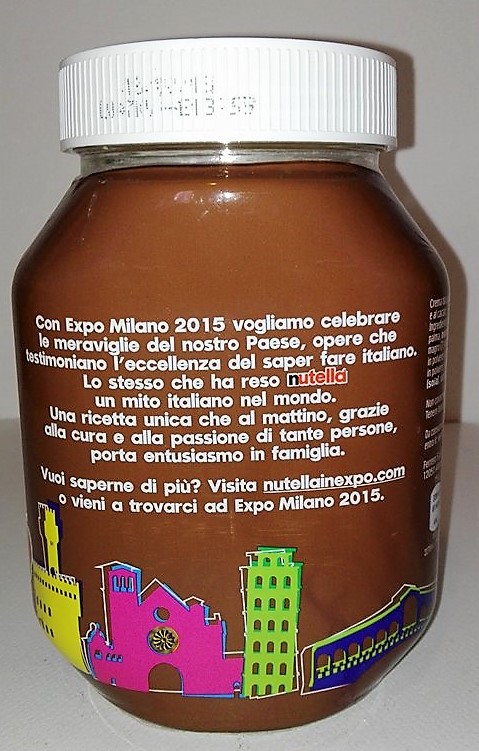 Con Expo Milano 2015 vogliamo celebrare
le meraviglie del nostro Paese, opere che
testimoniano l'eccellenza del saper fare italiano.
Lo stesso che ha reso nutella
un mito italiano nel mondo.
Una ricetta unica che al mattino, grazie
alla cura e alla passione di tante persone,
porta entusiasmo in famiglia.
Vuoi saperne di più? Visita nutellainexpo.com
o vieni a trovarci ad Expo Milano 2015.